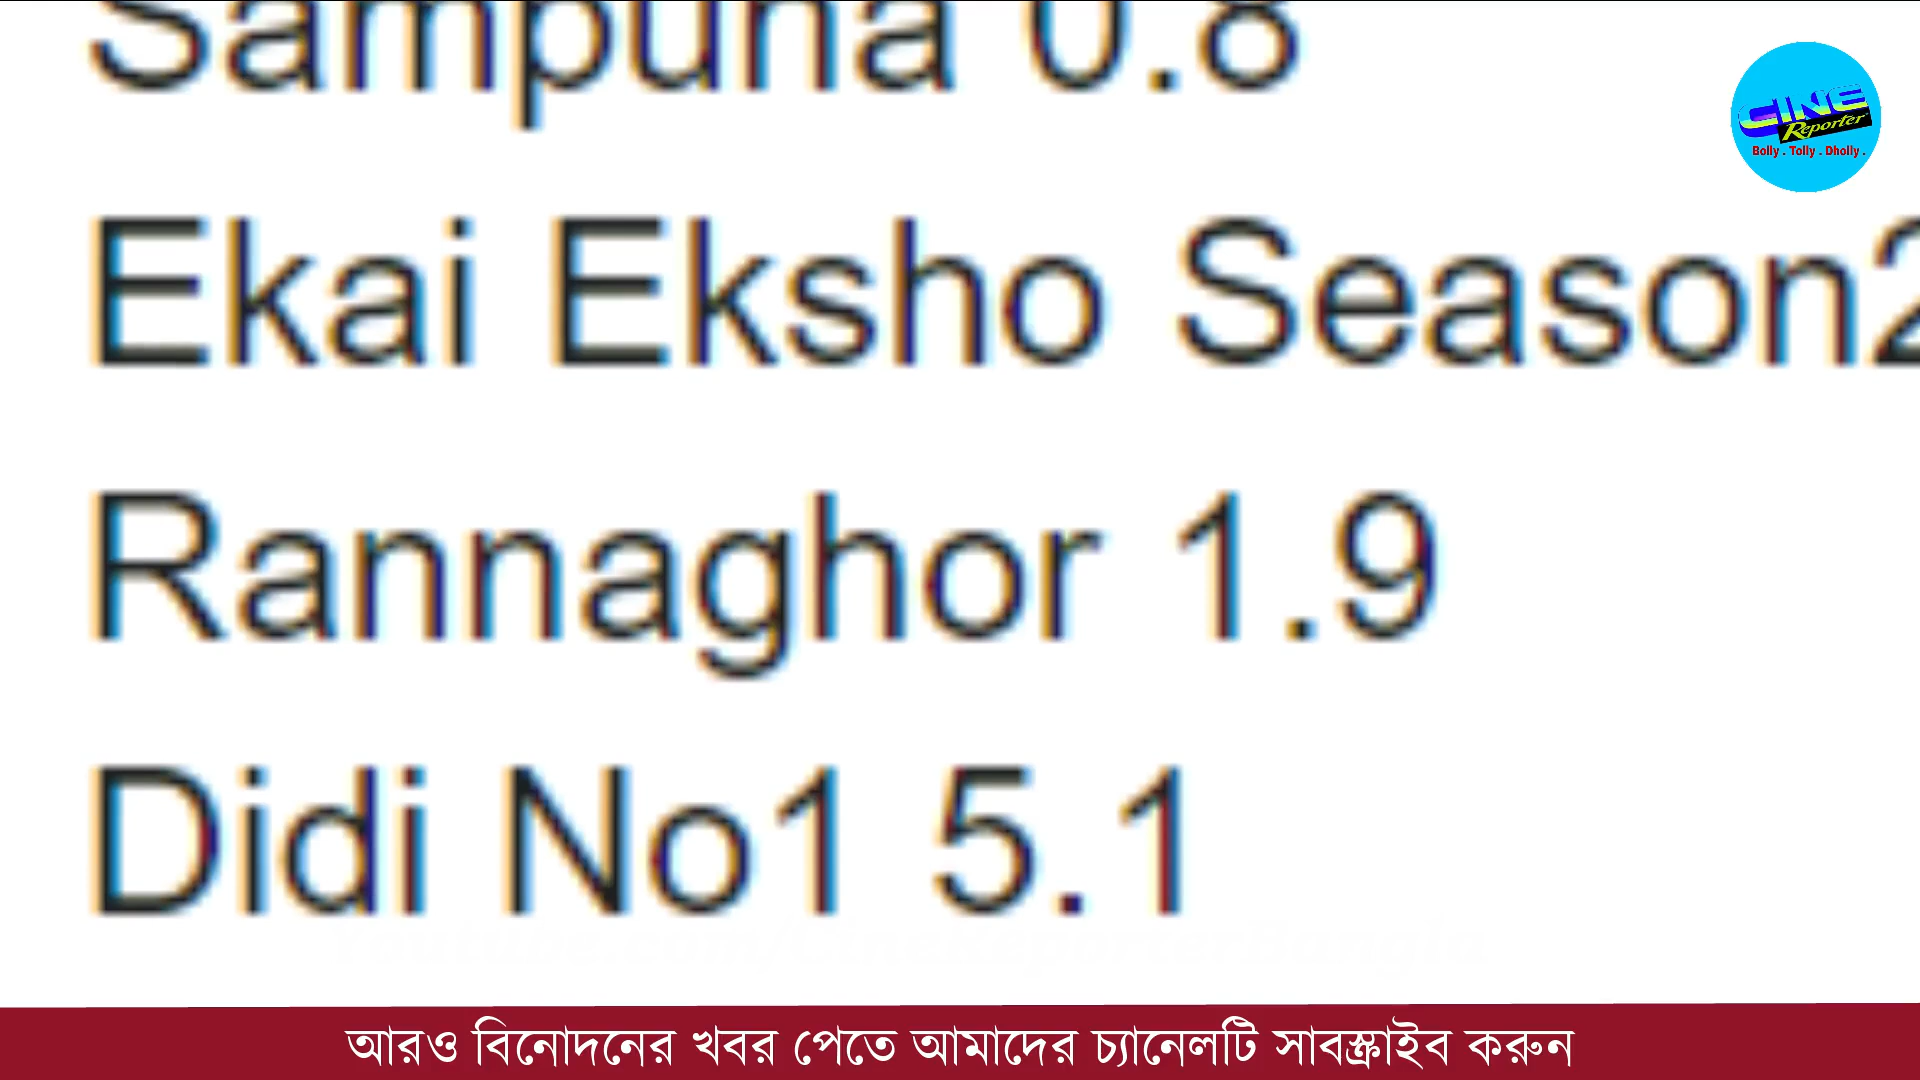 Sampuna 0.8
CINE
Reporter
Bolly . Tolly . Dholly .
Ekai Eksho Season2
Rannaghor 1.9
Didi No1 5.1
আরও বিনোদনের খবর পেতে আমাদের চ্যানেলটি সাবস্ক্রাইব করুন